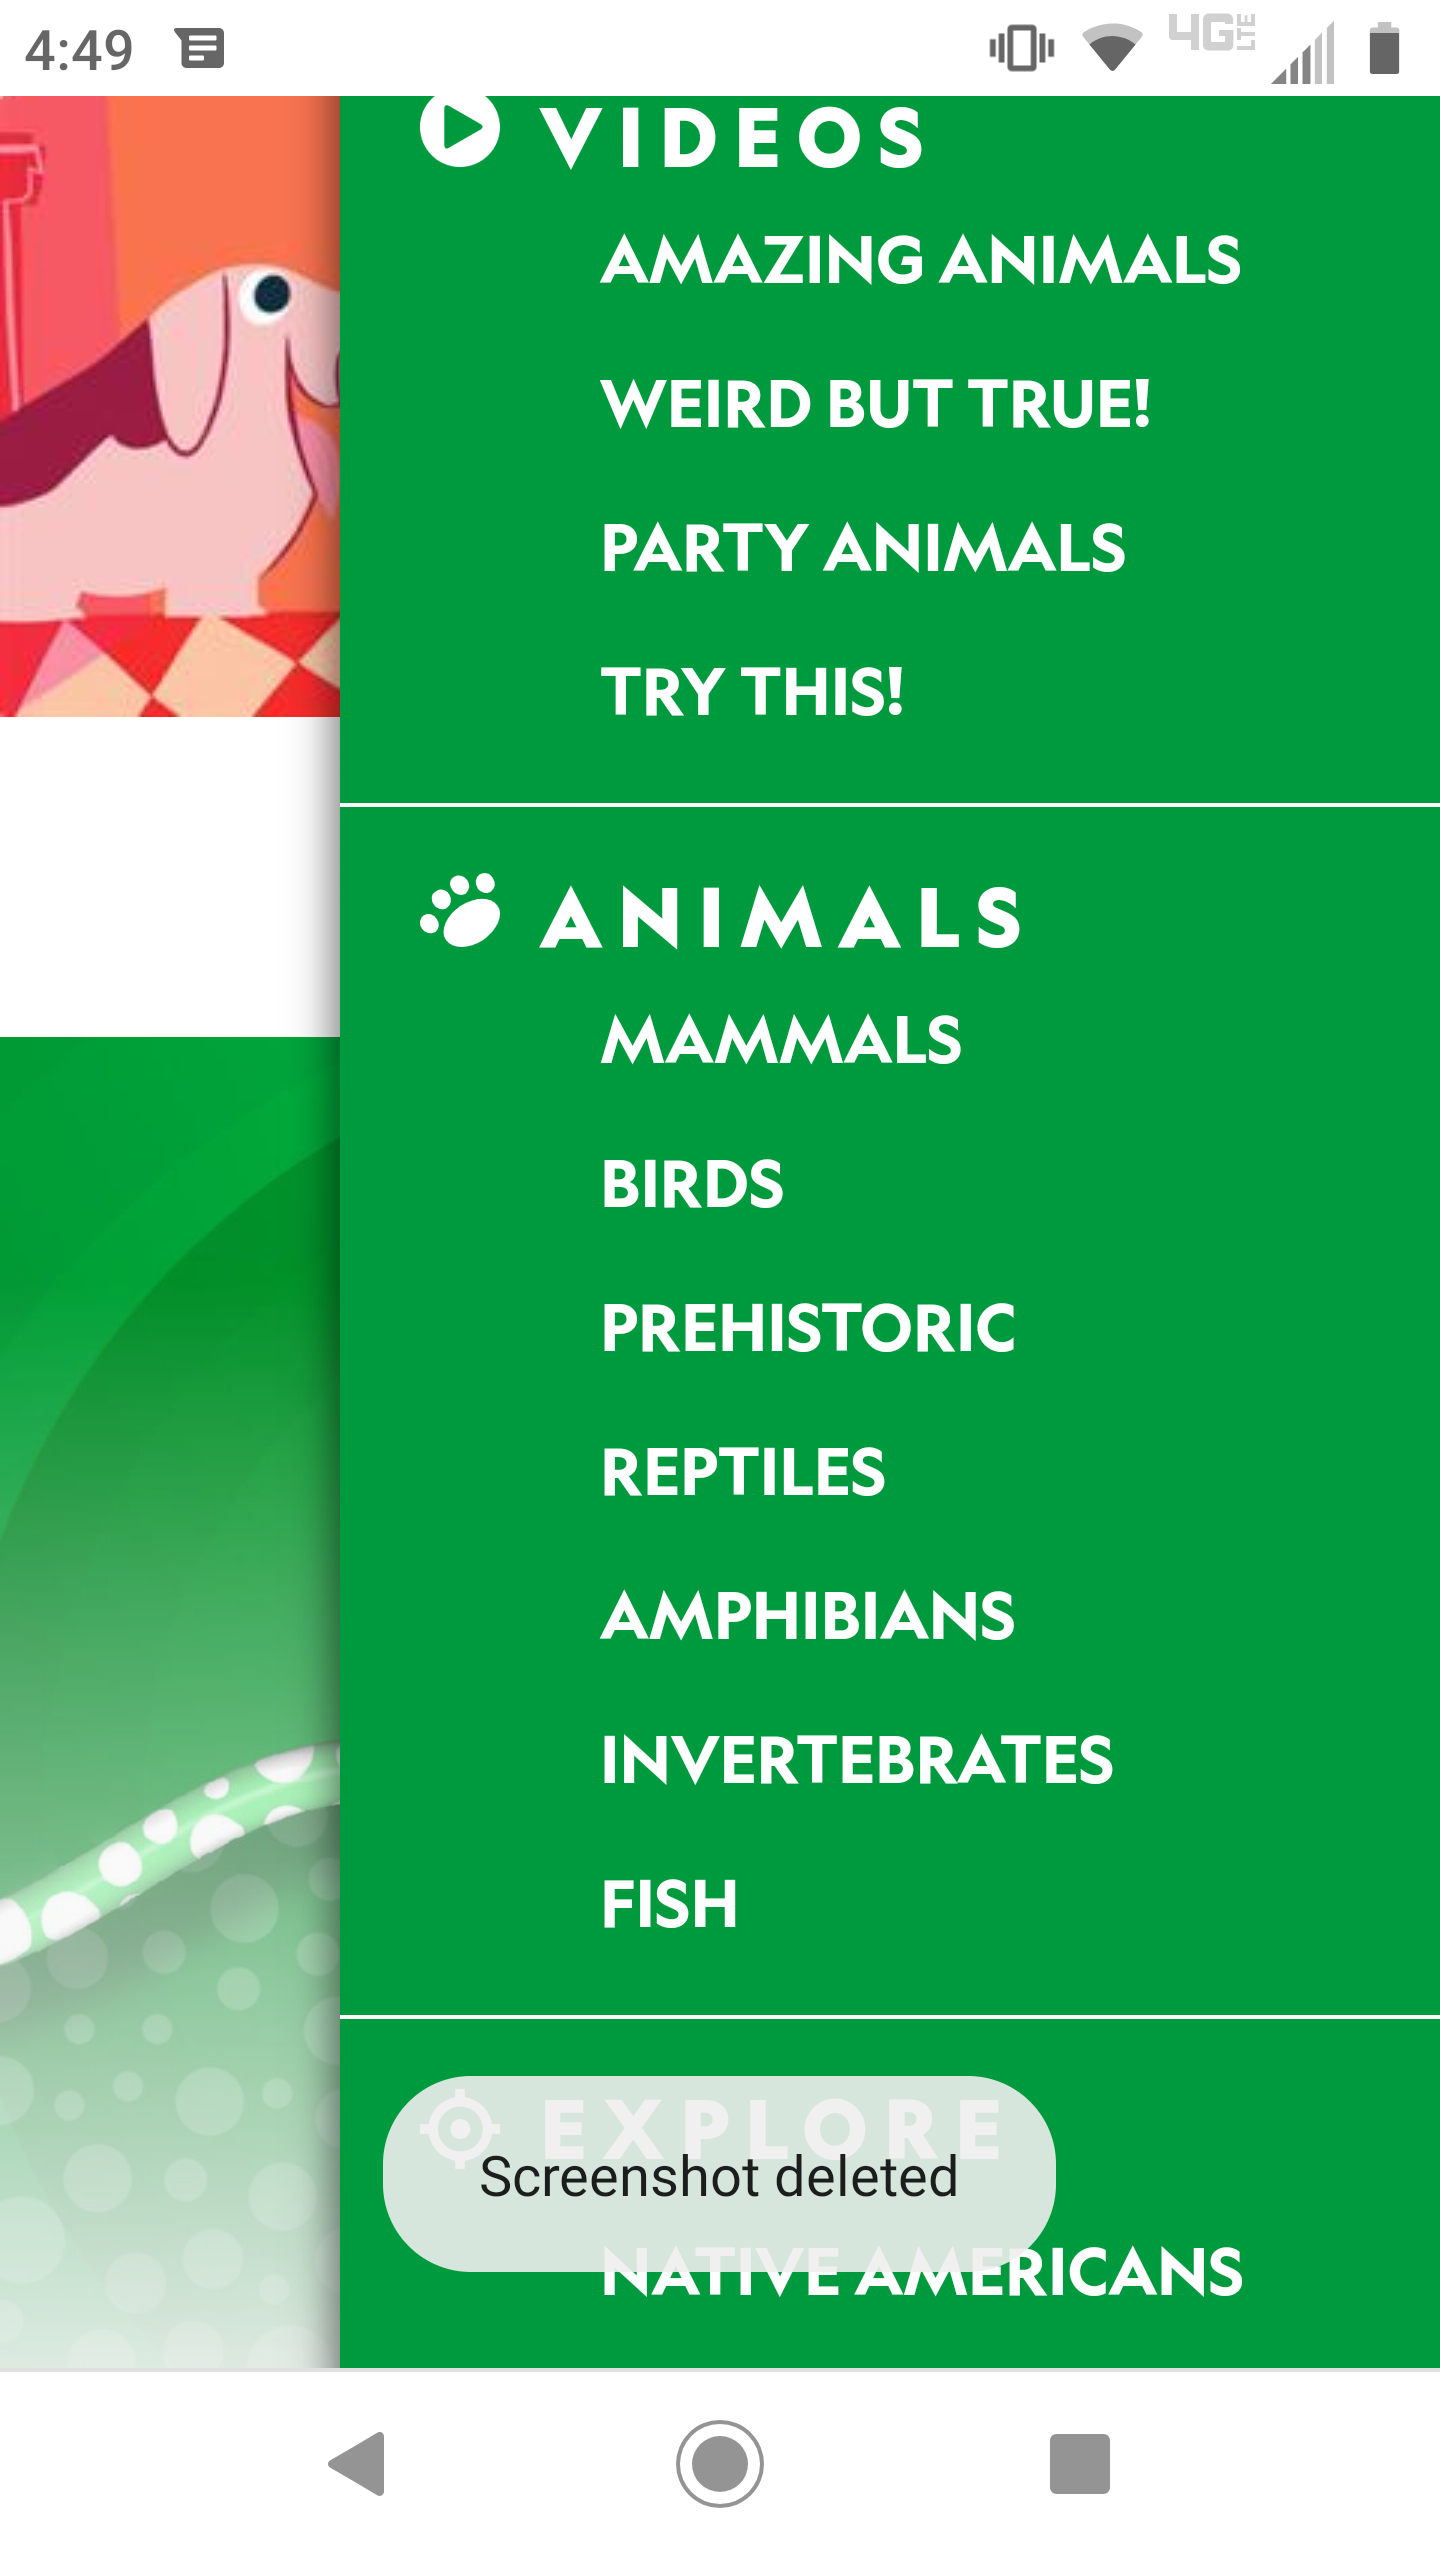 4:49
4G LTE
VIDEOS
AMAZING ANIMALS
WEIRD BUT TRUE!
PARTY ANIMALS
TRY THIS!
ANIMALS
MAMMALS
BIRDS
PREHISTORIC
REPTILES
AMPHIBIANS
INVERTEBRATES
FISH
EXPLORE
Screenshot deleted
NATIVE AMERICANS